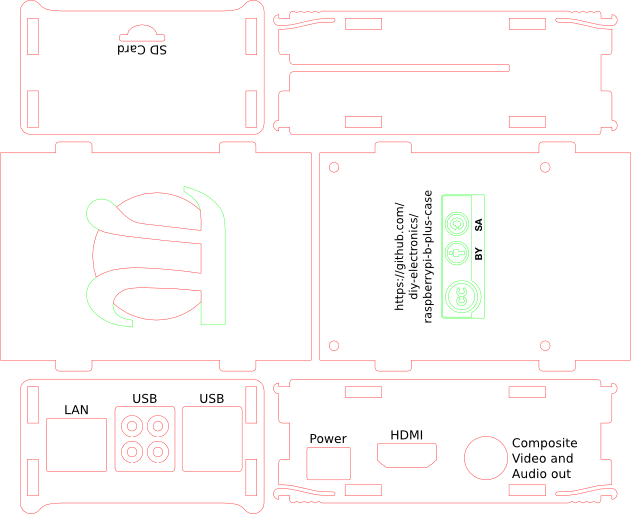 SD Card
https://github.com/
diy-electronics/
raspberrypi-b-plus-case
cc
BY
SA
LAN
USB
USB
Power
HDMI
Composite
Video and
Audio out